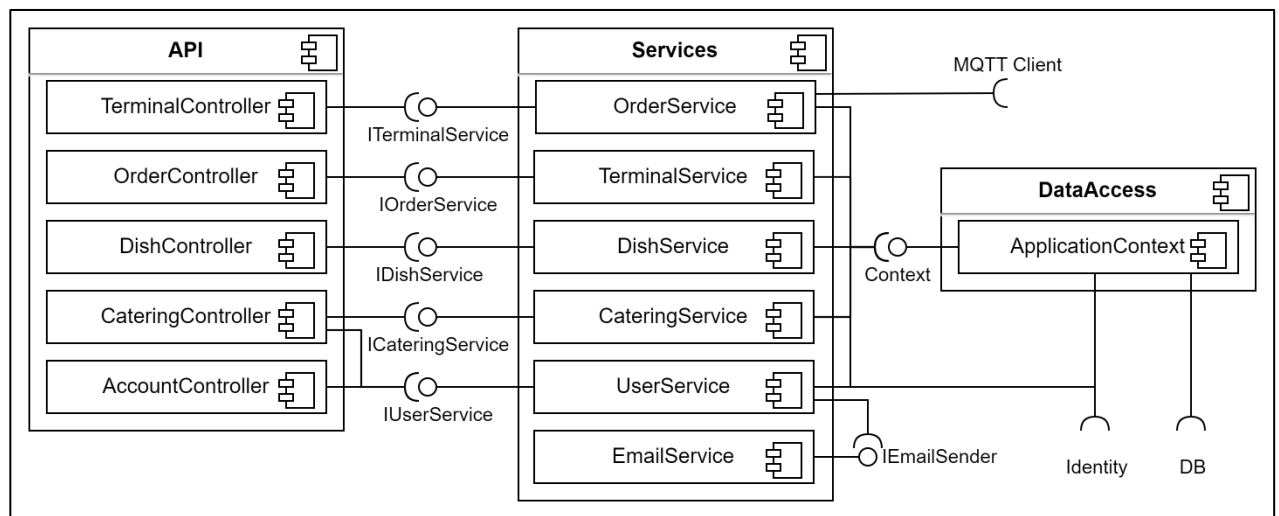 API
Services
MQTT Client
TerminalController
OrderService
ITerminalService
OrderController
TerminalService
IOrderService
DataAccess
DishController
DishService
ApplicationContext
IDishService
Context
CateringController
CateringService
ICateringService
AccountController
UserService
IUserService
EmailService
IEmailSender
Identity
DB